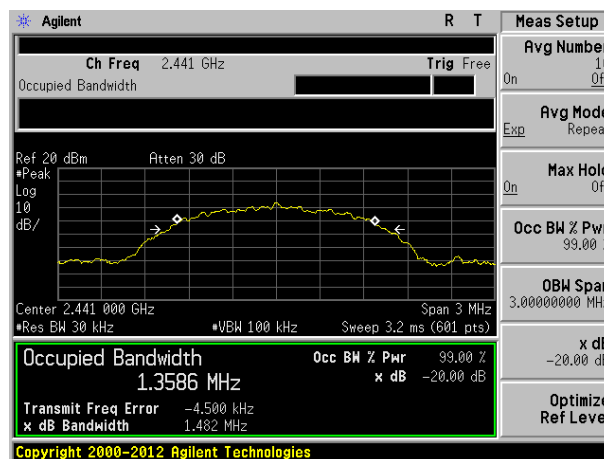 Agilent R T
Meas Setup
Ch Freq 2.441 GHz Trig Free
Occupied Bandwidth
Ref 20 dBm Atten 30 dB
#Peak
Log
10
dB/
Center 2.441 000 GHz Span 3 MHz
#Res BW 30 kHz #VBW 100 kHz Sweep 3.2 ms (601 pts)
Occupied Bandwidth
1.3586 MHz
Occ BW % Pwr 99.00 %
x dB -20.00 dB
Transmit Freq Error -4.500 kHz
x dB Bandwidth 1.482 MHz
Copyright 2000-2012 Agilent Technologies
Avg Number
On
Avg Mode
Exp Repea
Max Hold
On
Occ BW % Pwr
99.00
OBW Span
3.00000000 MH
x dB
-20.00 dB
Optimize
Ref Level